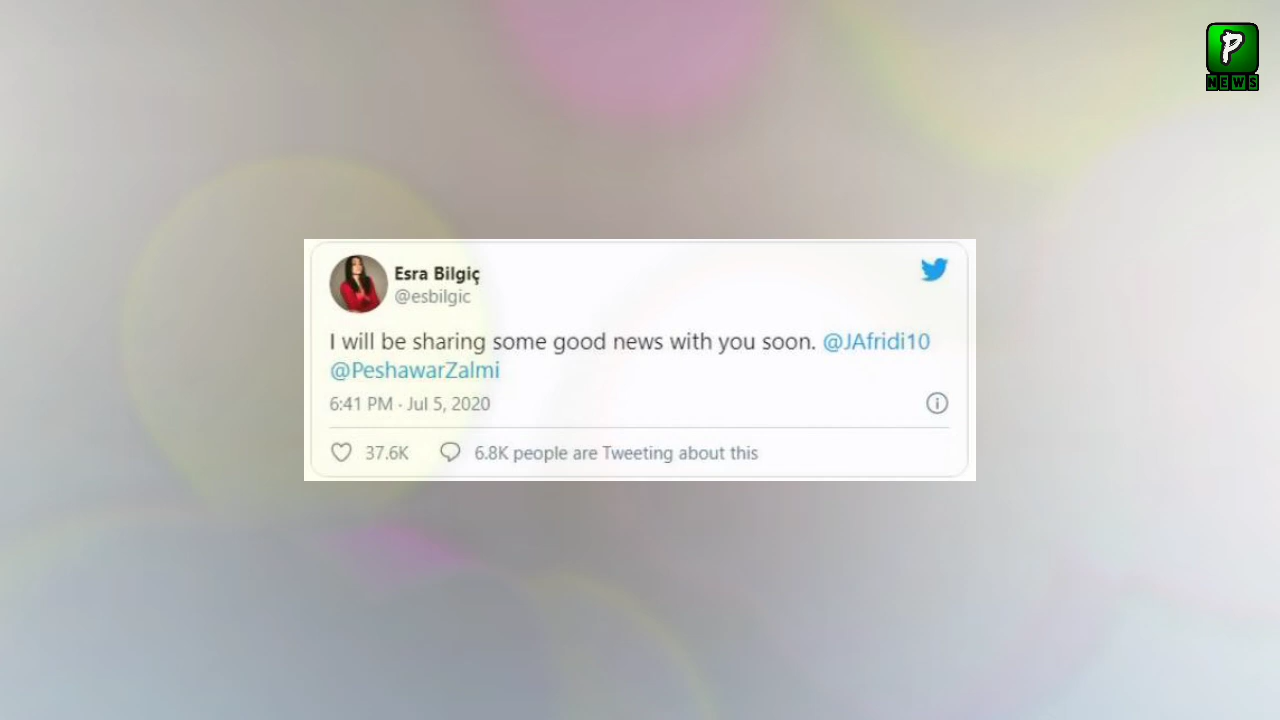 P
NEWS
Esra Bilgiç
@esbilgic
I will be sharing some good news with you soon. @JAfridi10
@PeshawarZalmi
6:41 PM · Jul 5, 2020
37.6K 6.8K people are Tweeting about this